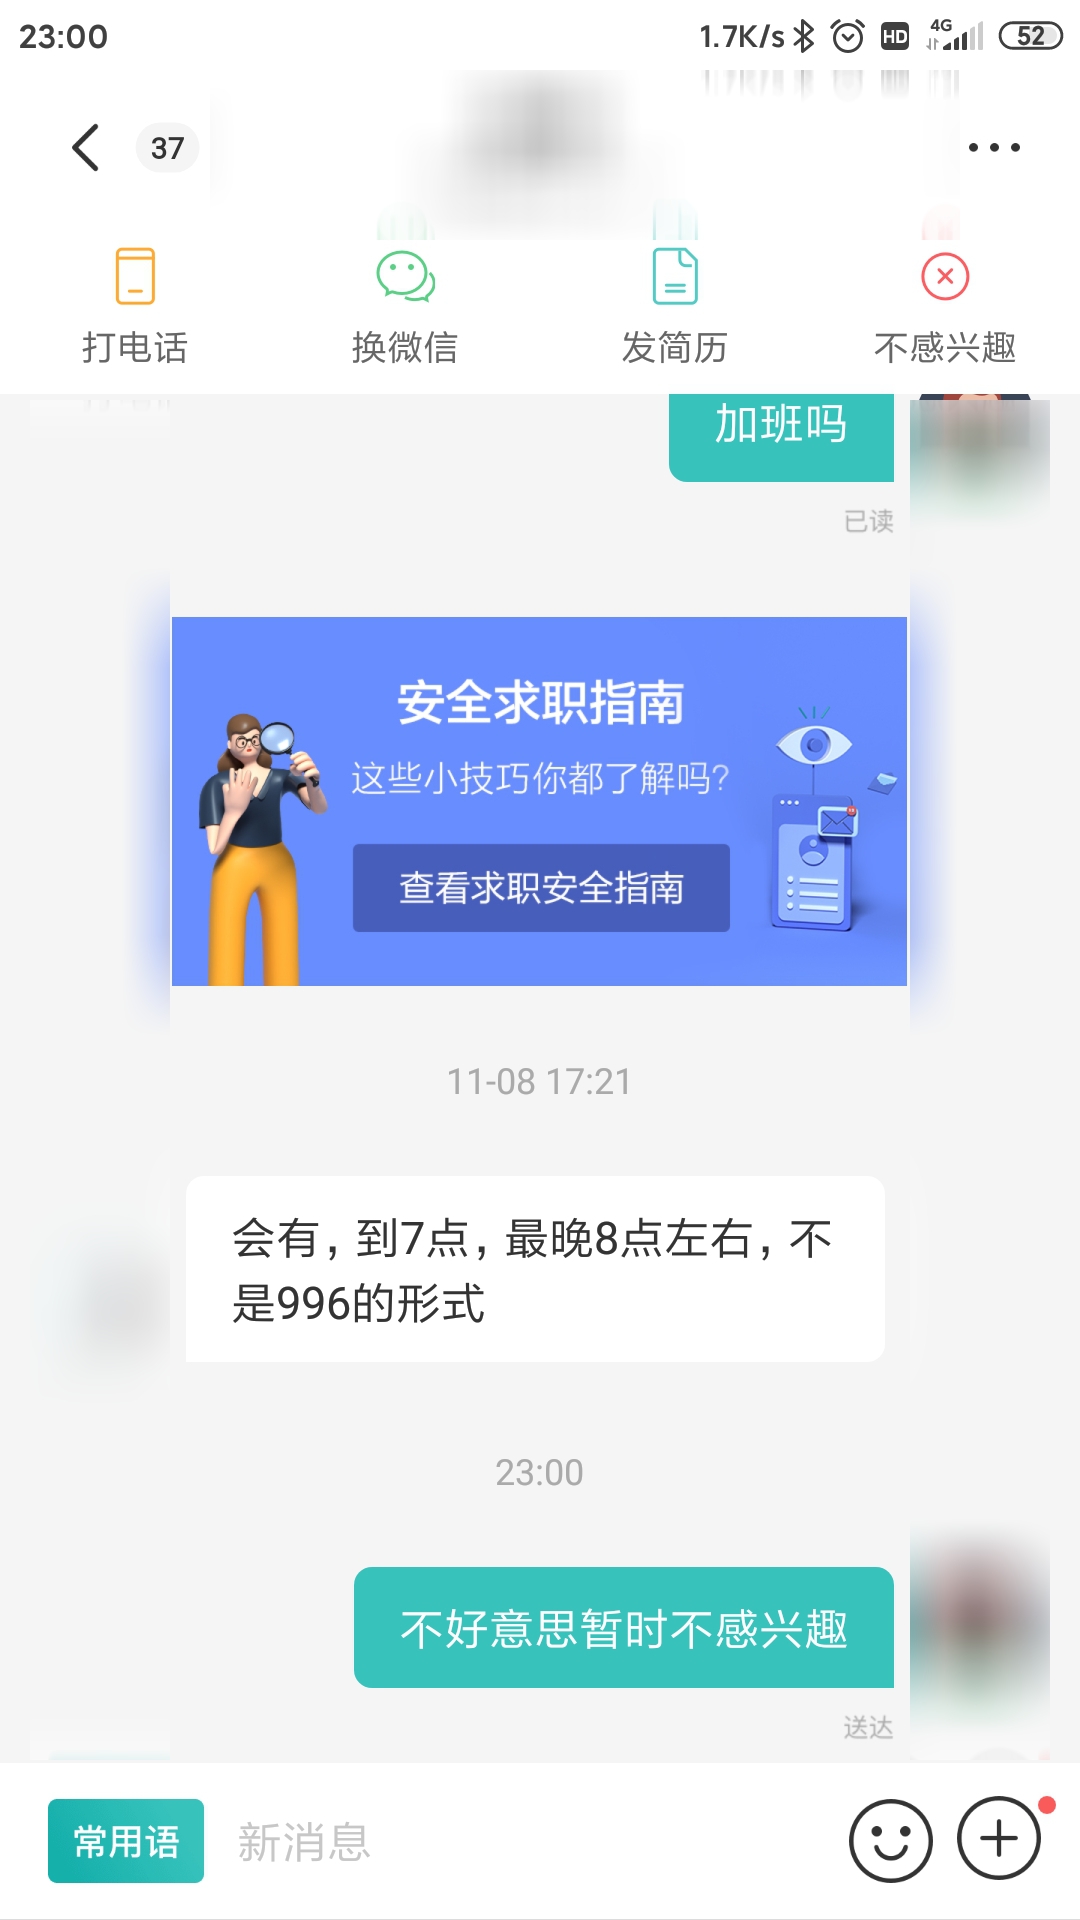 23:00 1.7K/s HD 4G 52
37
打电话 换微信 发简历 不感兴趣
加班吗
已读
安全求职指南
这些小技巧你都了解吗?
查看求职安全指南
11-08 17:21
会有，到7点，最晚8点左右，不
是996的形式
23:00
不好意思暂时不感兴趣
送达
常用语 新消息